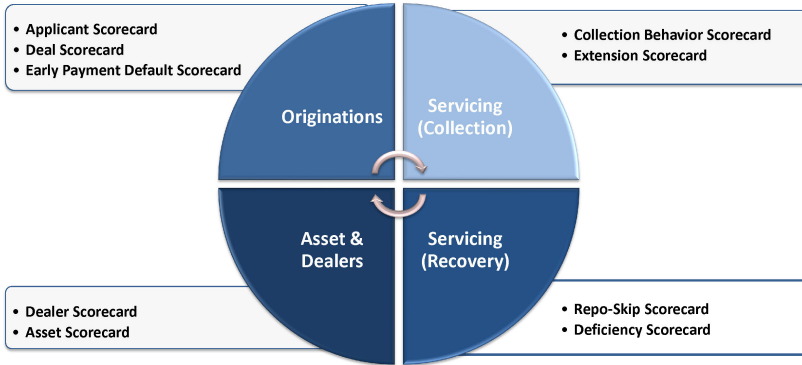 • Applicant Scorecard
• Deal Scorecard
• Early Payment Default Scorecard
• Collection Behavior Scorecard
• Extension Scorecard
Originations
Servicing
(Collection)
Asset &
Dealers
Servicing
(Recovery)
• Dealer Scorecard
• Asset Scorecard
• Repo-Skip Scorecard
• Deficiency Scorecard